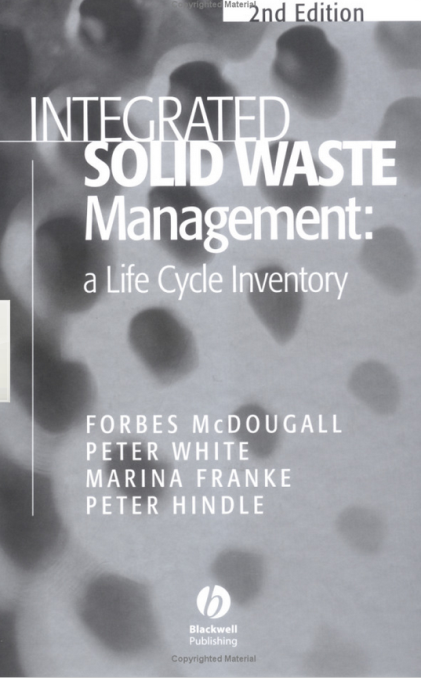 Copyrighted Material
2nd Edition
INTEGRATED
SOLID WASTE
Management:
a Life Cycle Inventory
FORBES McDOUGALL
PETER WHITE
MARINA FRANKE
PETER HINDLE
b
Blackwell
Publishing
Copyrighted Material